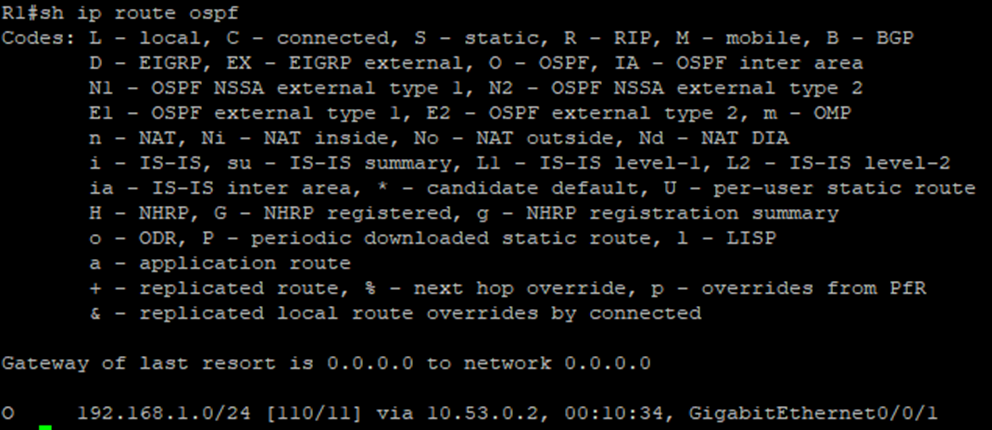 R1#sh ip route ospf
Codes: L - local, C - connected, S - static, R - RIP, M - mobile, B - BGP
D - EIGRP, EX - EIGRP external, O - OSPF, IA - OSPF inter area
N1 - OSPF NSSA external type 1, N2 - OSPF NSSA external type 2
E1 - OSPF external type 1, E2 - OSPF external type 2, m - OMP
n - NAT, Ni - NAT inside, No - NAT outside, Nd - NAT DIA
i - IS-IS, su - IS-IS summary, L1 - IS-IS level-1, L2 - IS-IS level-2
ia - IS-IS inter area, * - candidate default, U - per-user static route
H - NHRP, G - NHRP registered, g - NHRP registration summary
o - ODR, P - periodic downloaded static route, l - LISP
a - application route
+ - replicated route, % - next hop override, p - overrides from PfR
& - replicated local route overrides by connected
Gateway of last resort is 0.0.0.0 to network 0.0.0.0
O 192.168.1.0/24 [110/11] via 10.53.0.2, 00:10:34, GigabitEthernet0/0/1